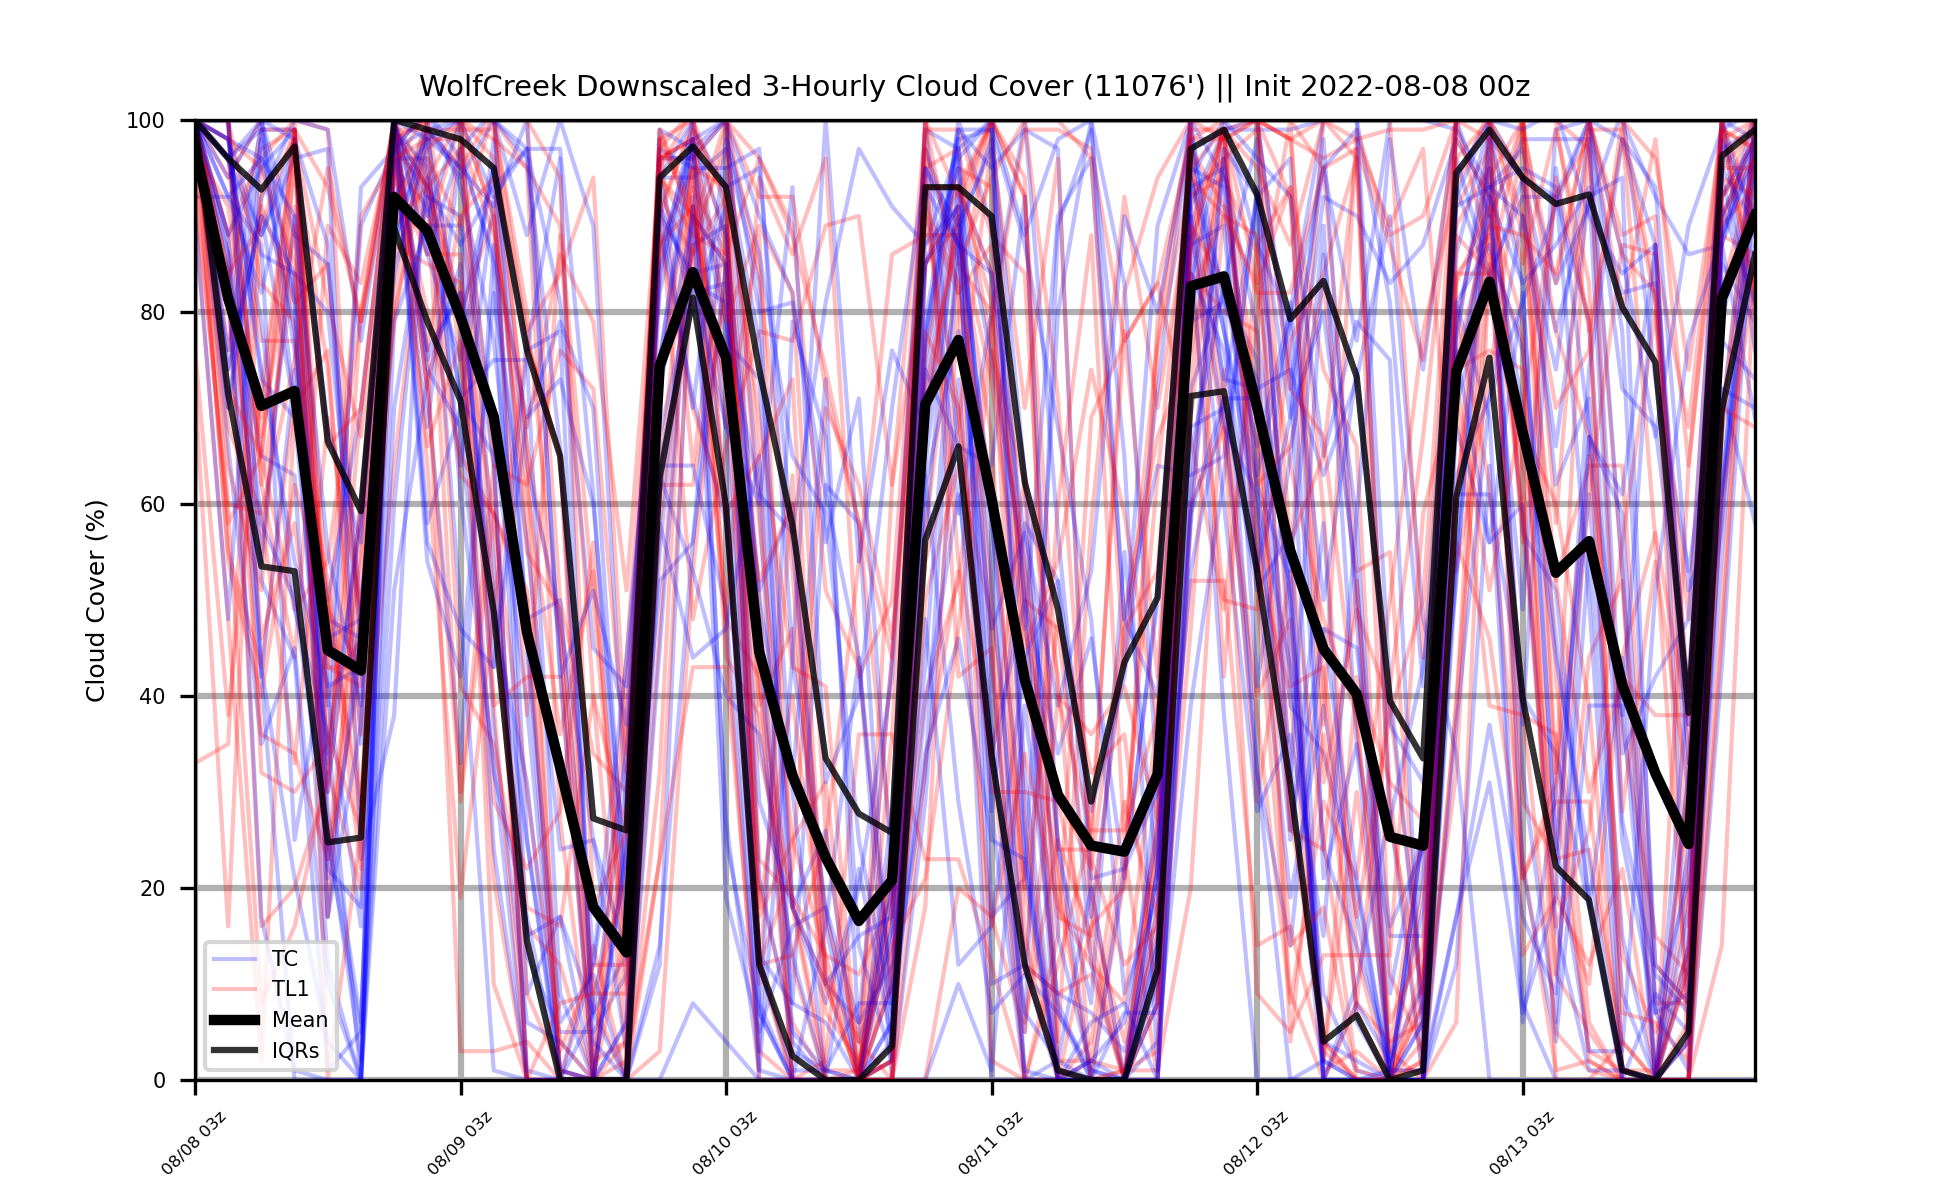 WolfCreek Downscaled 3-Hourly Cloud Cover (11076') || Init 2022-08-08 00z
Cloud Cover (%)
100
80
60
40
20
0
TC
TL1
Mean
IQRs
08/08 03z
08/09 03z
08/10 03z
08/11 03z
08/12 03z
08/13 03z